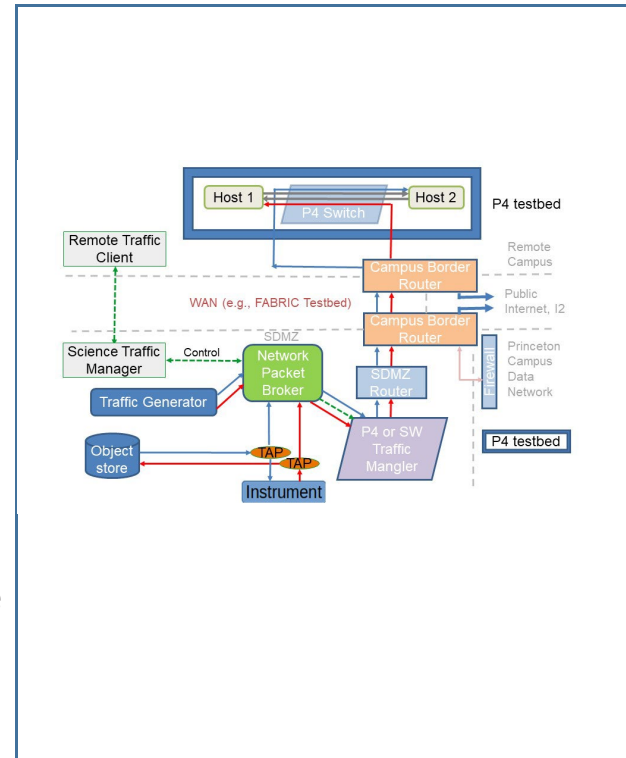 Host 1
Host 2
P4 Switch
P4 testbed
Remote Traffic
Client
Remote
Campus
Campus Border
Router
WAN (e.g., FABRIC Testbed)
Public
Internet, I2
SDMZ
Campus Border
Router
Science Traffic
Manager
Control
Network
Packet
Broker
Firewall
Princeton
Campus
Data
Network
SDMZ
Router
Traffic Generator
P4 or SW
Traffic
Mangler
P4 testbed
Object
store
TAP
TAP
Instrument